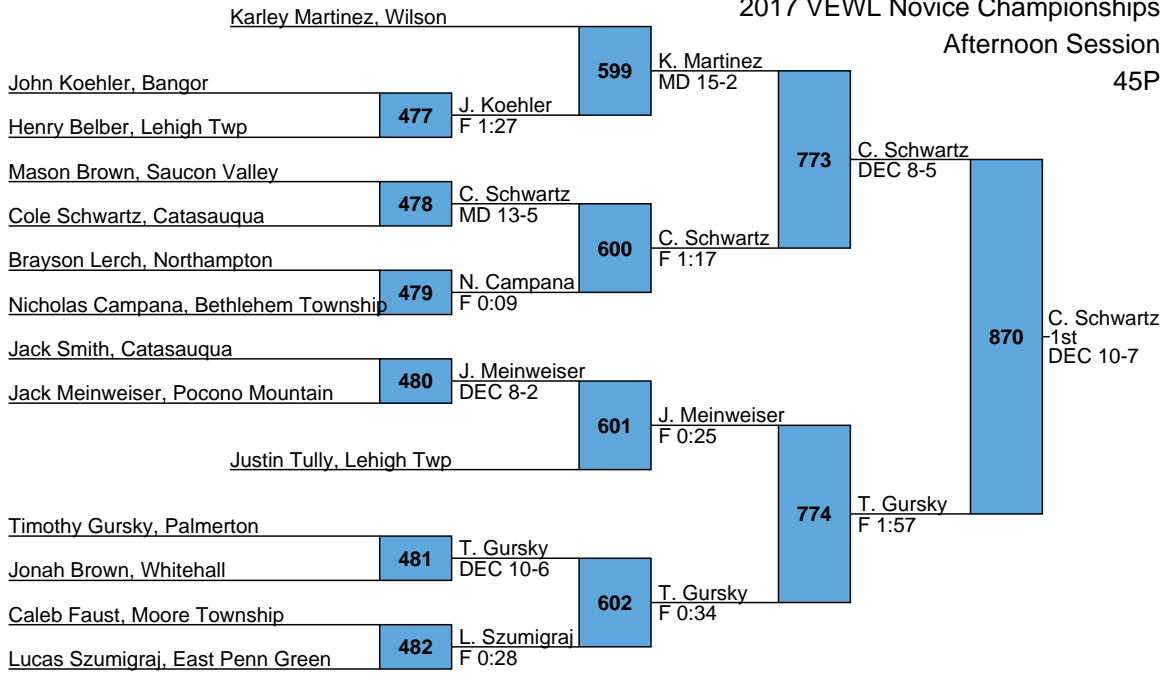 2017 VEWL Novice Championships
Afternoon Session
45P
Karley Martinez, Wilson
599
K. Martinez
MD 15-2
John Koehler, Bangor
477
J. Koehler
F 1:27
Henry Belber, Lehigh Twp
773
C. Schwartz
DEC 8-5
Mason Brown, Saucon Valley
478
C. Schwartz
MD 13-5
Cole Schwartz, Catasauqua
600
C. Schwartz
F 1:17
Brayson Lerch, Northampton
479
N. Campana
F 0:09
Nicholas Campana, Bethlehem Township
870
C. Schwartz
1st
DEC 10-7
Jack Smith, Catasauqua
480
J. Meinweiser
DEC 8-2
Jack Meinweiser, Pocono Mountain
601
J. Meinweiser
F 0:25
Justin Tully, Lehigh Twp
774
T. Gursky
F 1:57
Timothy Gursky, Palmerton
481
T. Gursky
DEC 10-6
Jonah Brown, Whitehall
602
T. Gursky
F 0:34
Caleb Faust, Moore Township
482
L. Szumigraj
F 0:28
Lucas Szumigraj, East Penn Green